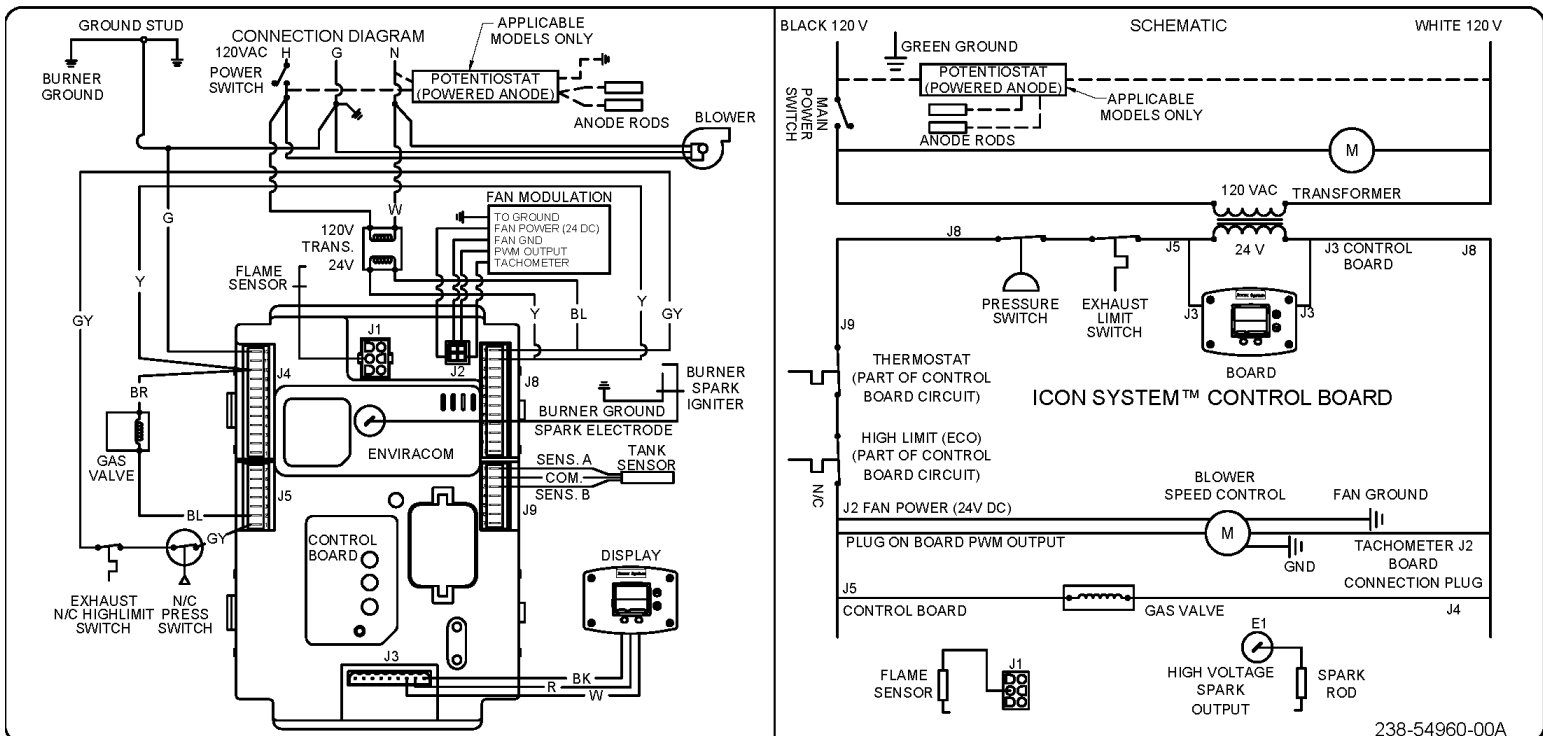 GROUND STUD
BURNER
GROUND
CONNECTION DIAGRAM
120VAC
H
G
N
POWER
SWITCH
APPLICABLE
MODELS ONLY
POTENTIOSTAT
(POWERED ANODE)
ANODE RODS
BLOWER
G
W
FAN MODULATION
TO GROUND
FAN POWER (24 DC)
FAN GND
PWM OUTPUT
TACHOMETER
120V
TRANS.
24V
FLAME
SENSOR
Y
GY
Y
BL
Y
GY
J1
J2
J4
J8
BR
GAS
VALVE
BURNER
SPARK
IGNITER
BURNER GROUND
SPARK ELECTRODE
ENVIRACOM
SENS. A
COM.
SENS. B
TANK
SENSOR
J5
J9
BL
GY
CONTROL
BOARD
DISPLAY
EXHAUST
N/C HIGHLIMIT
SWITCH
N/C
PRESS
SWITCH
J3
BK
R
W
BLACK 120 V
SCHEMATIC
WHITE 120 V
GREEN GROUND
POTENTIOSTAT
(POWERED ANODE)
APPLICABLE
MODELS ONLY
ANODE RODS
MAIN
POWER
SWITCH
M
120 VAC
TRANSFORMER
J8
J5
24 V
J3 CONTROL
BOARD
J8
PRESSURE
SWITCH
EXHAUST
LIMIT
SWITCH
J3
J3
BOARD
J9
THERMOSTAT
(PART OF CONTROL
BOARD CIRCUIT)
ICON SYSTEM™ CONTROL BOARD
HIGH LIMIT (ECO)
(PART OF CONTROL
BOARD CIRCUIT)
N/C
BLOWER
SPEED CONTROL
FAN GROUND
J2 FAN POWER (24V DC)
M
PLUG ON BOARD PWM OUTPUT
GND
TACHOMETER J2
BOARD
CONNECTION PLUG
J5
CONTROL BOARD
GAS VALVE
J4
FLAME
SENSOR
J1
E1
HIGH VOLTAGE
SPARK
OUTPUT
SPARK
ROD
238-54960-00A